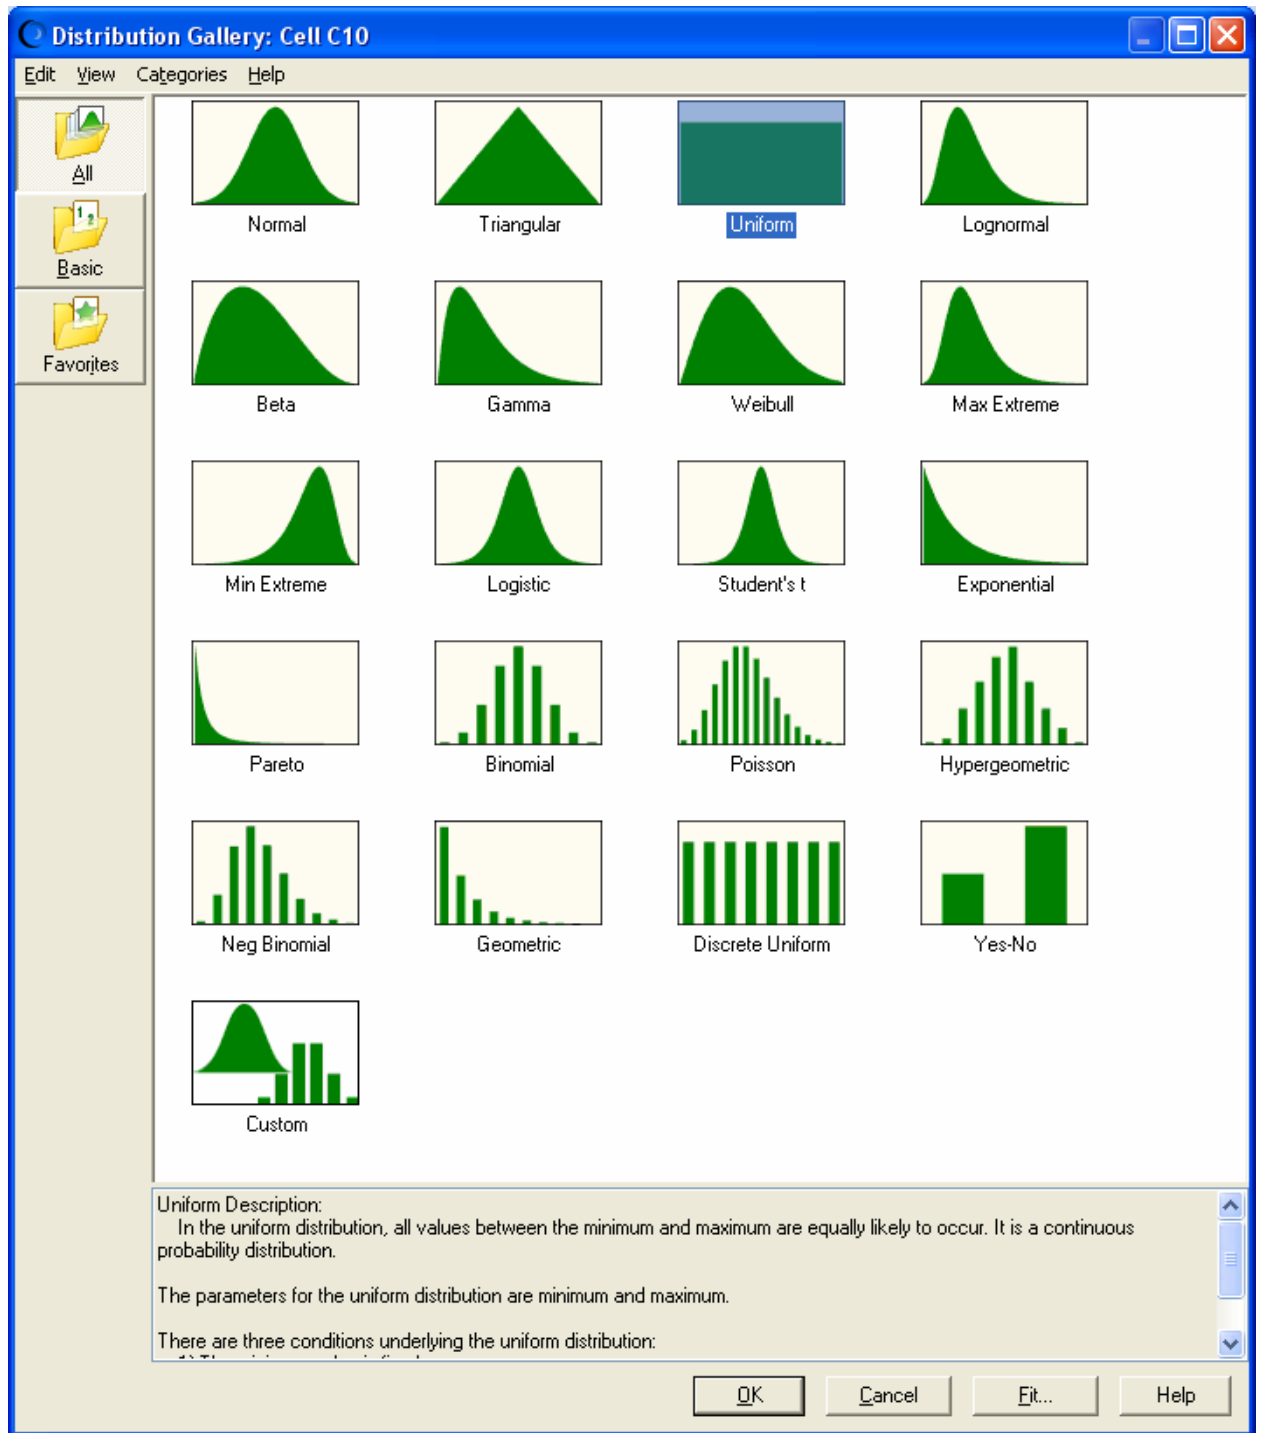 Distribution Gallery: Cell C10
Edit View Categories Help
All
Basic
Favorites
Normal Triangular Uniform Lognormal
Beta Gamma Weibull Max Extreme
Min Extreme Logistic Student's t Exponential
Pareto Binomial Poisson Hypergeometric
Neg Binomial Geometric Discrete Uniform Yes-No
Custom
Uniform Description:
In the uniform distribution, all values between the minimum and maximum are equally likely to occur. It is a continuous
probability distribution.
The parameters for the uniform distribution are minimum and maximum.
There are three conditions underlying the uniform distribution:
OK Cancel Fit... Help